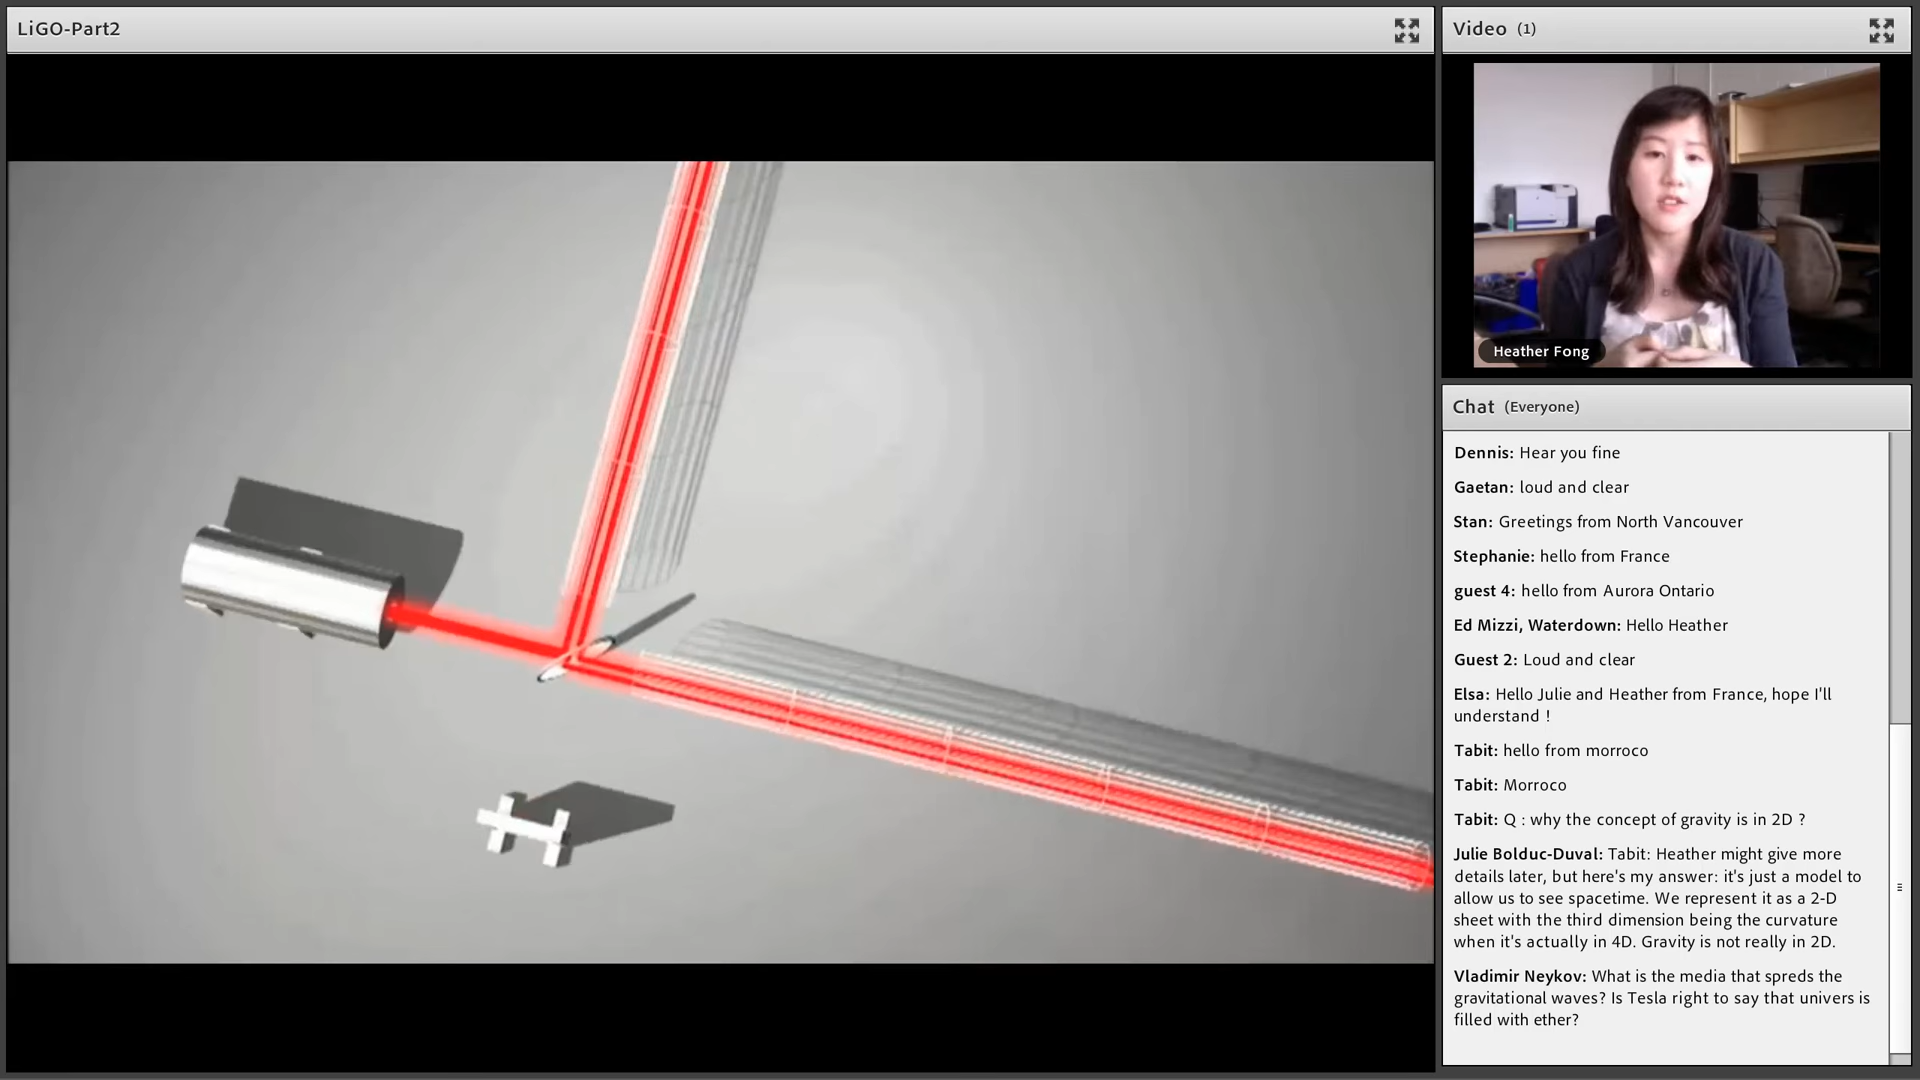 LiGO-Part2
Video (1)
Heather Fong
Chat (Everyone)
Dennis: Hear you fine
Gaetan: loud and clear
Stan: Greetings from North Vancouver
Stephanie: hello from France
guest 4: hello from Aurora Ontario
Ed Mizzi, Waterdown: Hello Heather
Guest 2: Loud and clear
Elsa: Hello Julie and Heather from France, hope I'll
understand !
Tabit: hello from morroco
Tabit: Morroco
Tabit: Q : why the concept of gravity is in 2D ?
Julie Bolduc-Duval: Tabit: Heather might give more
details later, but here's my answer: it's just a model to
allow us to see spacetime. We represent it as a 2-D
sheet with the third dimension being the curvature
when it's actually in 4D. Gravity is not really in 2D.
Vladimir Neykov: What is the media that spreds the
gravitational waves? Is Tesla right to say that univers is
filled with ether?